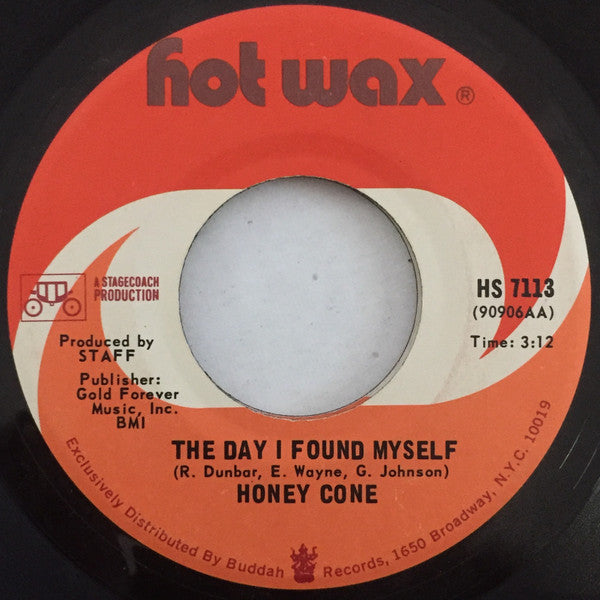 hot wax ®
A STAGECOACH
PRODUCTION
HS 7113
(90906AA)
Time: 3:12
Produced by
STAFF
Publisher:
Gold Forever
Music, Inc.
BMI
THE DAY I FOUND MYSELF
(R. Dunbar, E. Wayne, G. Johnson)
HONEY CONE
Exclusively Distributed By Buddah Records, 1650 Broadway, N.Y.C. 10019